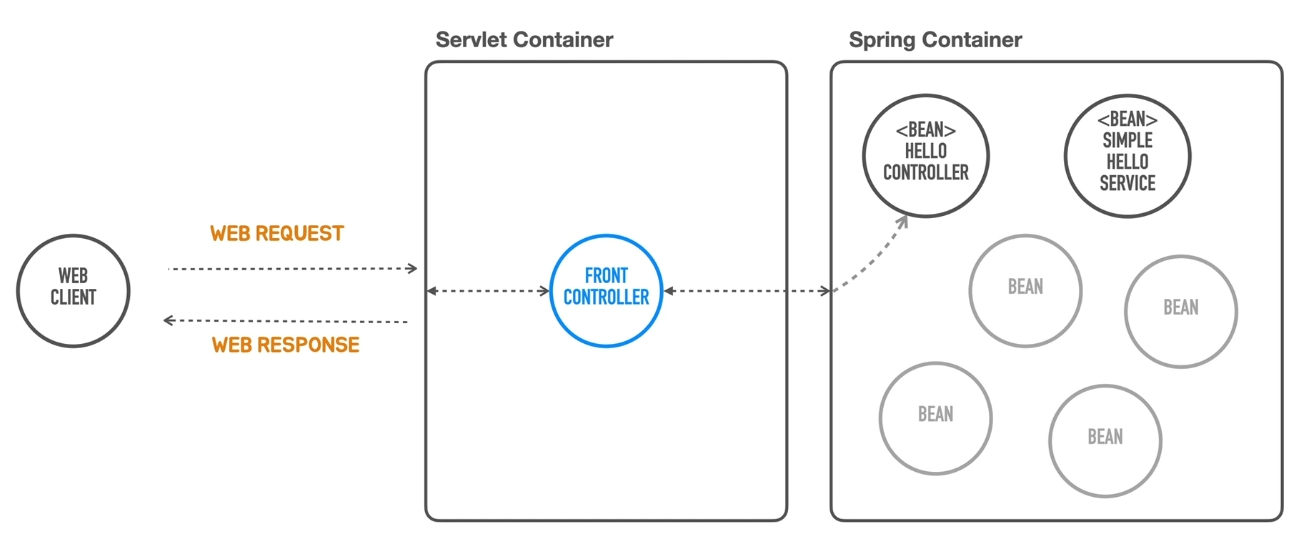 Servlet Container
Spring Container
<BEAN>
HELLO
CONTROLLER
<BEAN>
SIMPLE
HELLO
SERVICE
WEB REQUEST
WEB
CLIENT
FRONT
CONTROLLER
BEAN
BEAN
WEB RESPONSE
BEAN
BEAN